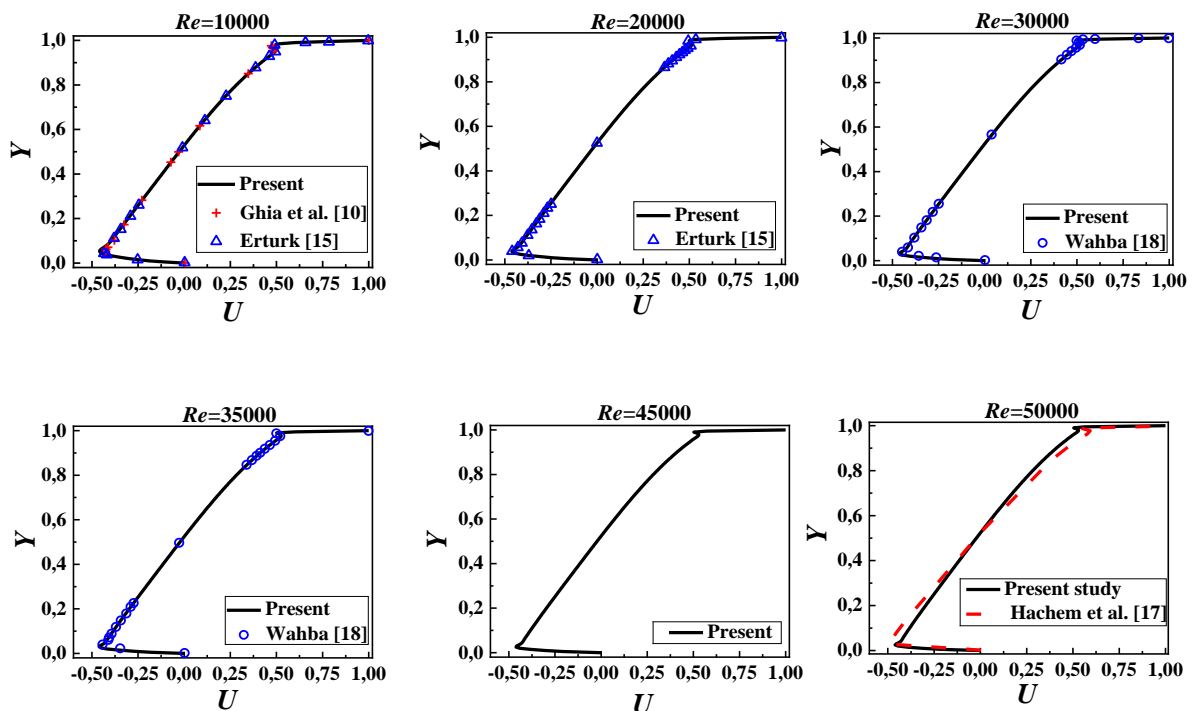 Re=10000
1,0
0,8
0,6
0,4
0,2
0,0
Y
Present
Ghia et al. [10]
Erturk [15]
-0,50 -0,25 0,00 0,25 0,50 0,75 1,00
U
Re=20000
1,0
0,8
0,6
0,4
0,2
0,0
Y
Present
Erturk [15]
-0,50 -0,25 0,00 0,25 0,50 0,75 1,00
U
Re=30000
1,0
0,8
0,6
0,4
0,2
0,0
Y
Present
Wahba [18]
-0,50 -0,25 0,00 0,25 0,50 0,75 1,00
U
Re=35000
1,0
0,8
0,6
0,4
0,2
0,0
Y
Present
Wahba [18]
-0,50 -0,25 0,00 0,25 0,50 0,75 1,00
U
Re=45000
1,0
0,8
0,6
0,4
0,2
0,0
Y
Present
-0,50 -0,25 0,00 0,25 0,50 0,75 1,00
U
Re=50000
1,0
0,8
0,6
0,4
0,2
0,0
Y
Present study
Hachem et al. [17]
-0,50 -0,25 0,00 0,25 0,50 0,75 1,00
U